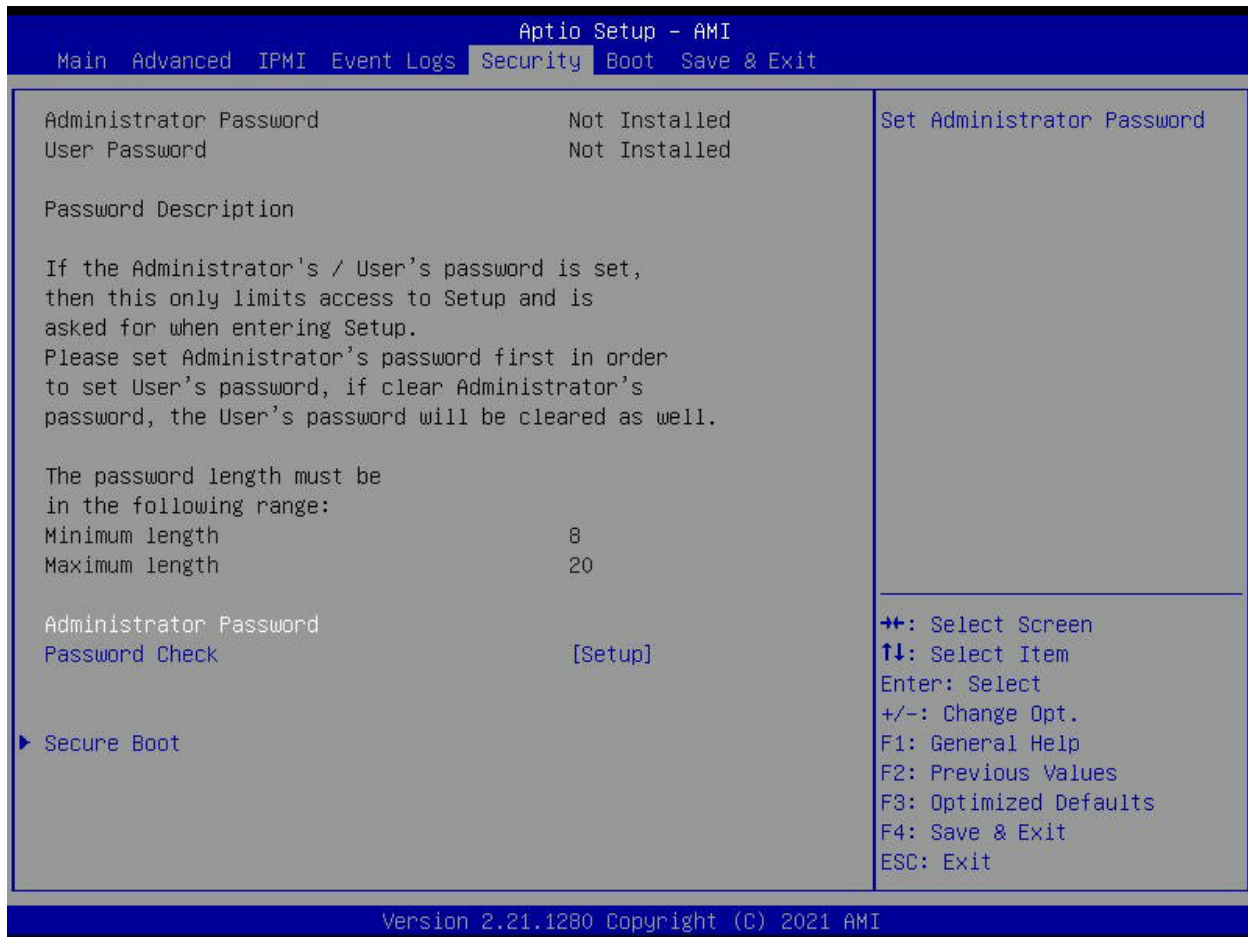 Aptio Setup – AMI
Main Advanced IPMI Event Logs Security Boot Save & Exit
Administrator Password Not Installed
User Password Not Installed
Password Description
If the Administrator's / User's password is set,
then this only limits access to Setup and is
asked for when entering Setup.
Please set Administrator's password first in order
to set User's password, if clear Administrator's
password, the User's password will be cleared as well.
The password length must be
in the following range:
Minimum length 8
Maximum length 20
Administrator Password
Password Check [Setup]
▶ Secure Boot
Set Administrator Password
→←: Select Screen
↑↓: Select Item
Enter: Select
+/-: Change Opt.
F1: General Help
F2: Previous Values
F3: Optimized Defaults
F4: Save & Exit
ESC: Exit
Version 2.21.1280 Copyright (C) 2021 AMI